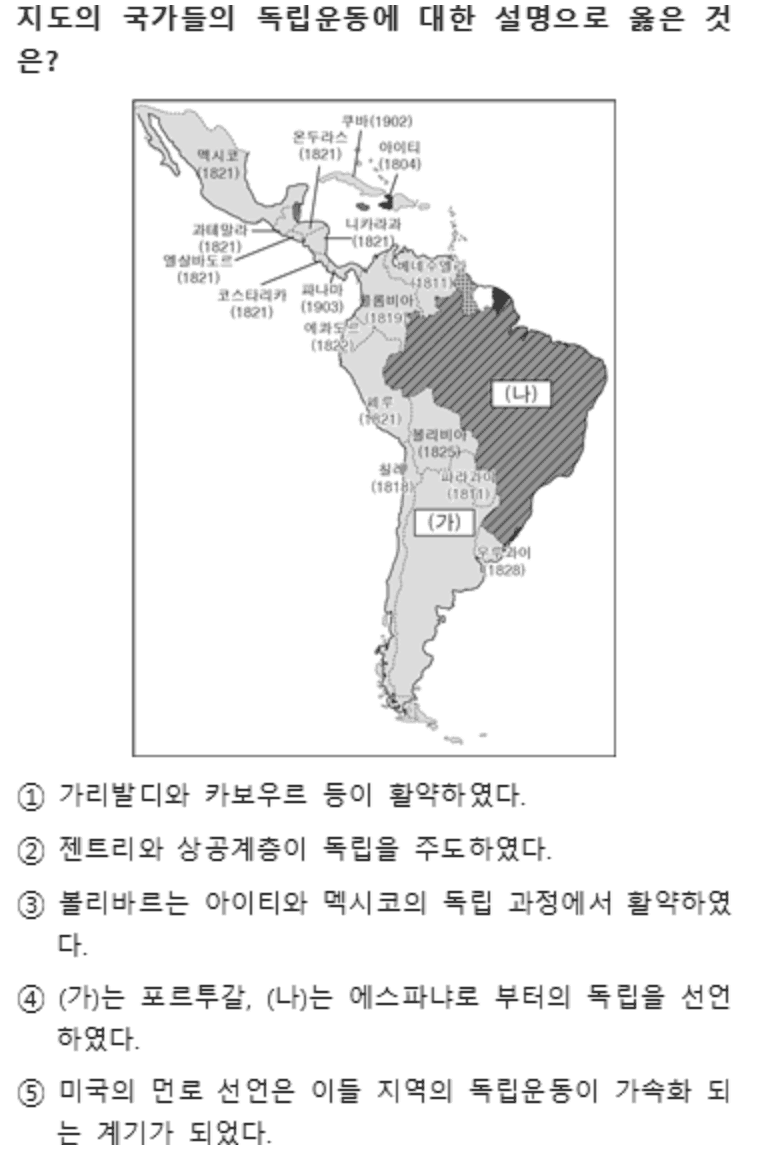 지도의 국가들의 독립운동에 대한 설명으로 옳은 것
은?
쿠바(1902)
온두라스
(1821)
아이티
(1804)
멕시코
(1821)
과테말라
(1821)
니카라과
(1821)
엘살바도르
(1821)
베네수엘라
(1811)
코스타리카
(1821)
파나마
(1903)
콜롬비아
(1819)
에콰도르
(1822)
(나)
페루
(1821)
볼리비아
(1825)
칠레
(1818)
파라과이
(1811)
(가)
우루과이
(1828)
① 가리발디와 카보우르 등이 활약하였다.
② 젠트리와 상공계층이 독립을 주도하였다.
③ 볼리바르는 아이티와 멕시코의 독립 과정에서 활약하였
다.
④ (가)는 포르투갈, (나)는 에스파냐로 부터의 독립을 선언
하였다.
⑤ 미국의 먼로 선언은 이들 지역의 독립운동이 가속화 되
는 계기가 되었다.